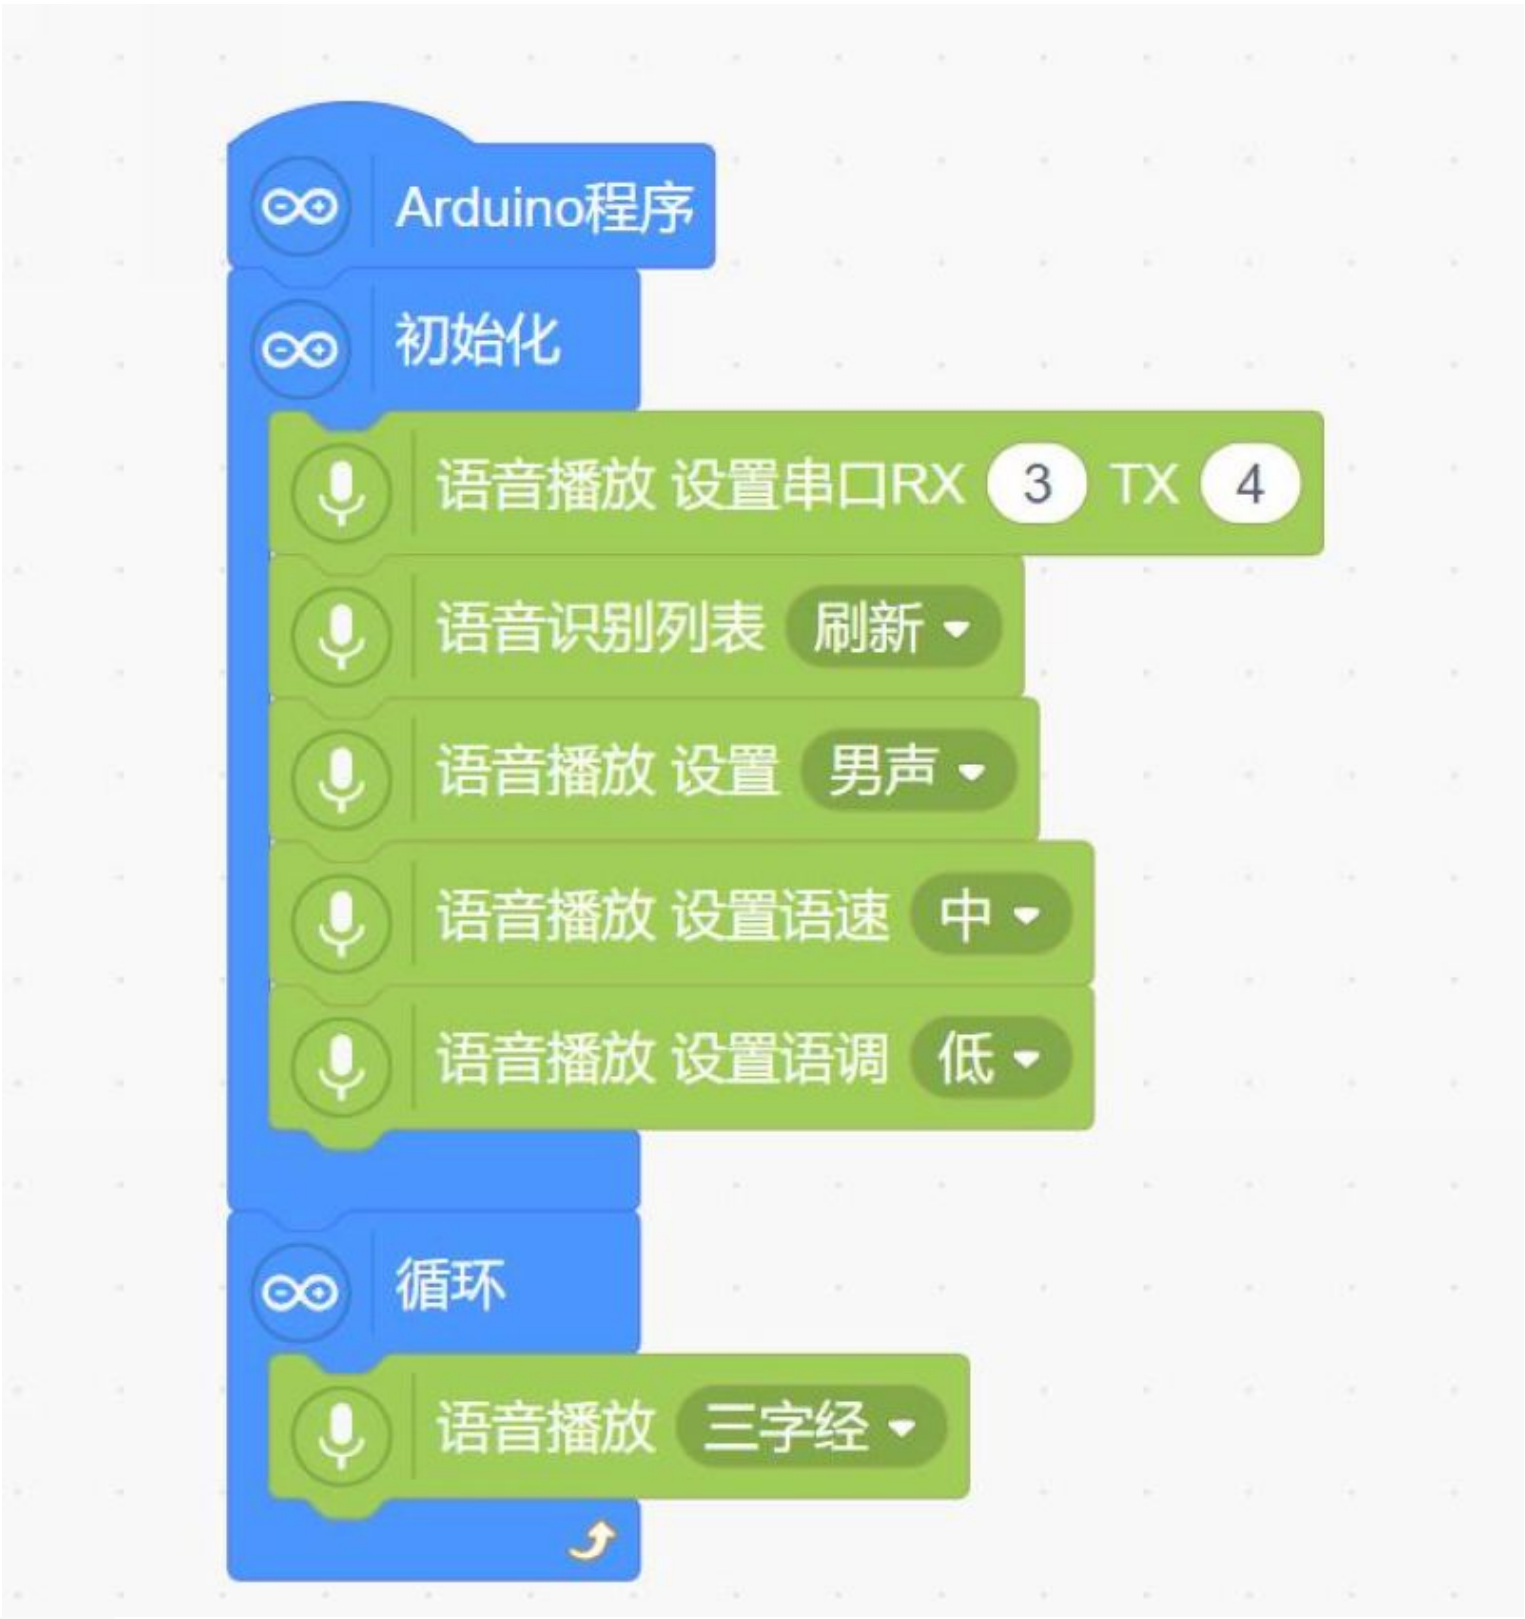 Arduino程序
初始化
语音播放 设置串口RX 3 TX 4
语音识别列表 刷新
语音播放 设置 男声
语音播放 设置语速 中
语音播放 设置语调 低
循环
语音播放 三字经